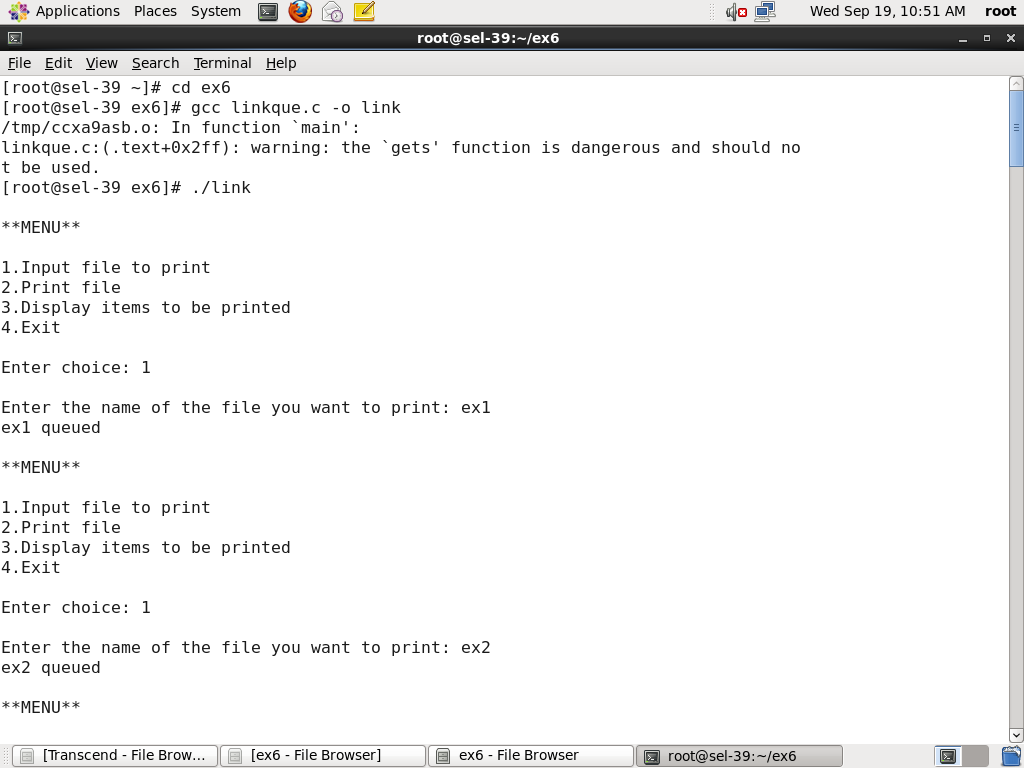 Applications Places System Wed Sep 19, 10:51 AM root
root@sel-39:~/ex6
File Edit View Search Terminal Help
[root@sel-39 ~]# cd ex6
[root@sel-39 ex6]# gcc linkque.c -o link
/tmp/ccxa9asb.o: In function `main':
linkque.c:(.text+0x2ff): warning: the `gets' function is dangerous and should no
t be used.
[root@sel-39 ex6]# ./link
**MENU**
1.Input file to print
2.Print file
3.Display items to be printed
4.Exit
Enter choice: 1
Enter the name of the file you want to print: ex1
ex1 queued
**MENU**
1.Input file to print
2.Print file
3.Display items to be printed
4.Exit
Enter choice: 1
Enter the name of the file you want to print: ex2
ex2 queued
**MENU**
[Transcend - File Brow... [ex6 - File Browser] ex6 - File Browser root@sel-39:~/ex6